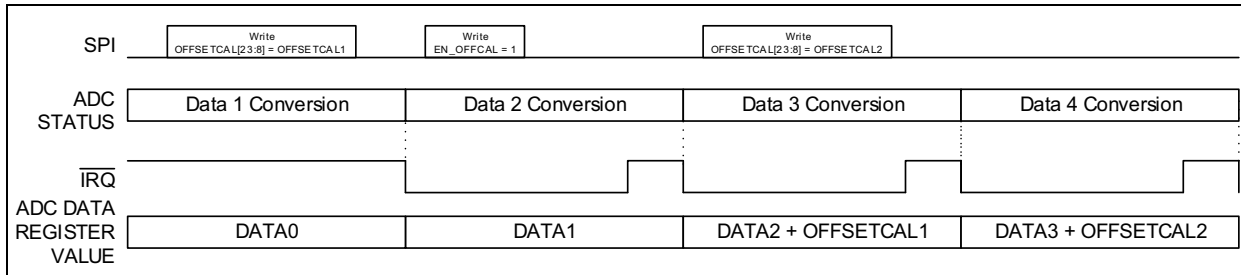 SPI
Write
OFFSETCAL[23:8] = OFFSETCAL1
Write
EN_OFFCAL = 1
Write
OFFSETCAL[23:8] = OFFSETCAL2
ADC
STATUS
Data 1 Conversion
Data 2 Conversion
Data 3 Conversion
Data 4 Conversion
IRQ
ADC DATA
REGISTER
VALUE
DATA0
DATA1
DATA2 + OFFSETCAL1
DATA3 + OFFSETCAL2